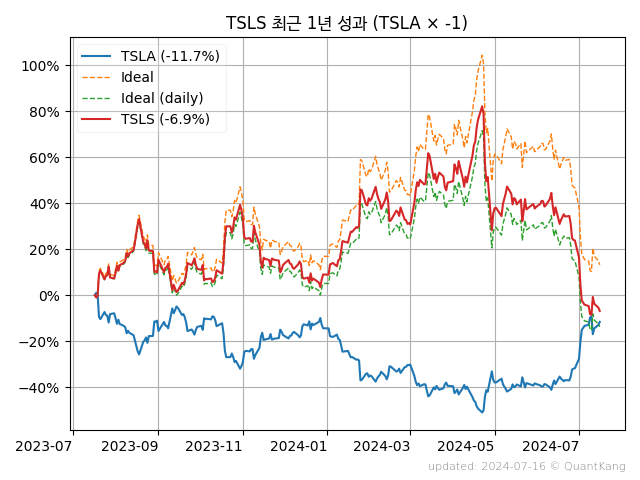 TSLS 최근 1년 성과 (TSLA × -1)
TSLA (-11.7%)
Ideal
Ideal (daily)
TSLS (-6.9%)
100%
80%
60%
40%
20%
0%
−20%
−40%
2023-07 2023-09 2023-11 2024-01 2024-03 2024-05 2024-07
updated: 2024-07-16 © QuantKang